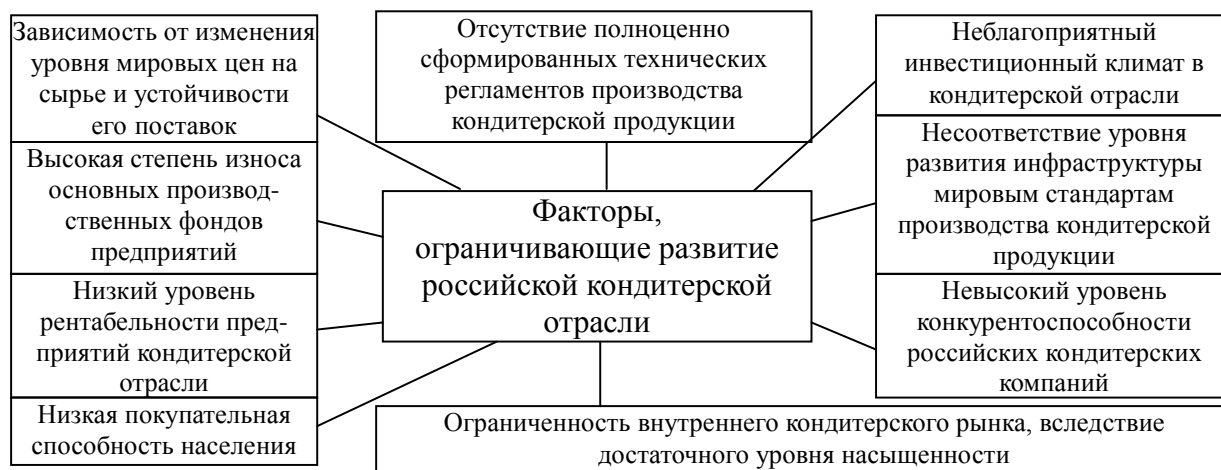 Зависимость от изменения
уровня мировых цен на
сырье и устойчивости
его поставок
Высокая степень износа
основных производ-
ственных фондов
предприятий
Низкий уровень
рентабельности пред-
приятий кондитерской
отрасли
Низкая покупательная
способность населения
Отсутствие полноценно
сформированных технических
регламентов производства
кондитерской продукции
Факторы,
ограничивающие развитие
российской кондитерской
отрасли
Ограниченность внутреннего кондитерского рынка, вследствие
достаточного уровня насыщенности
Неблагоприятный
инвестиционный климат в
кондитерской отрасли
Несоответствие уровня
развития инфраструктуры
мировым стандартам
производства кондитерской
продукции
Невысокий уровень
конкурентоспособности
российских кондитерских
компаний